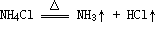 NH4Cl ══△══ NH3↑ + HCl↑